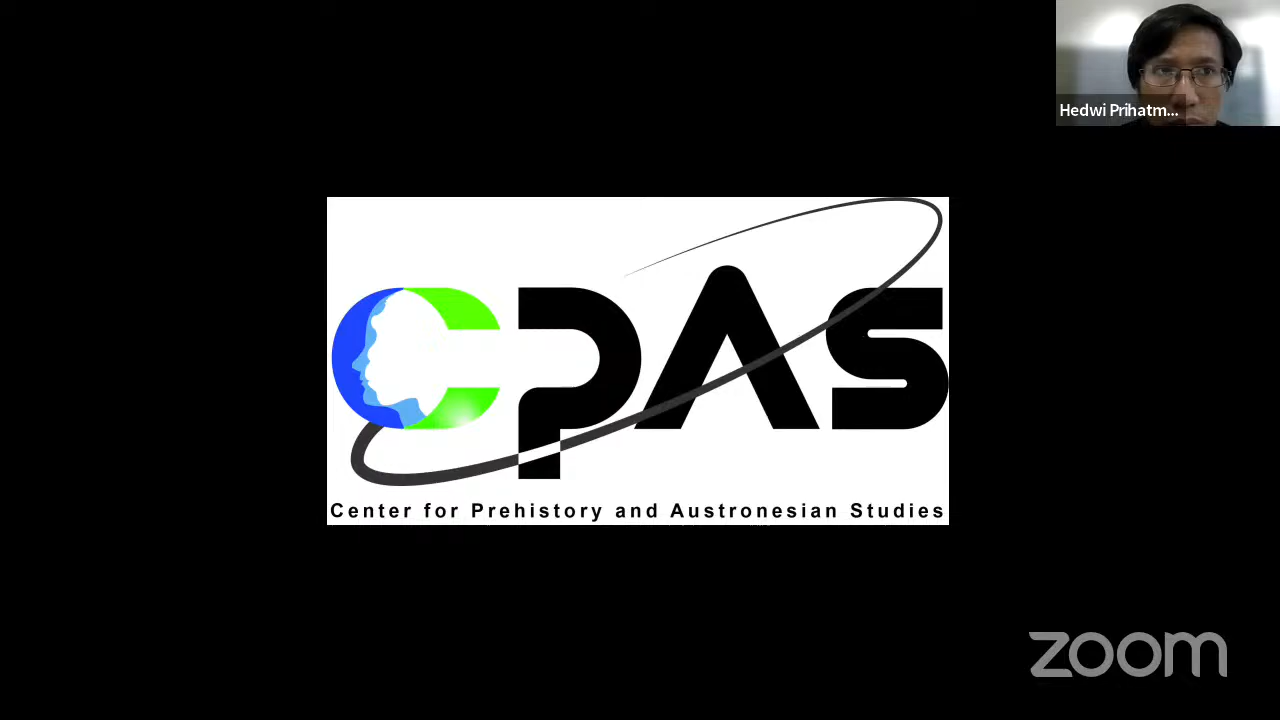 Hedwi Prihatm...
CPAS
Center for Prehistory and Austronesian Studies
zoom